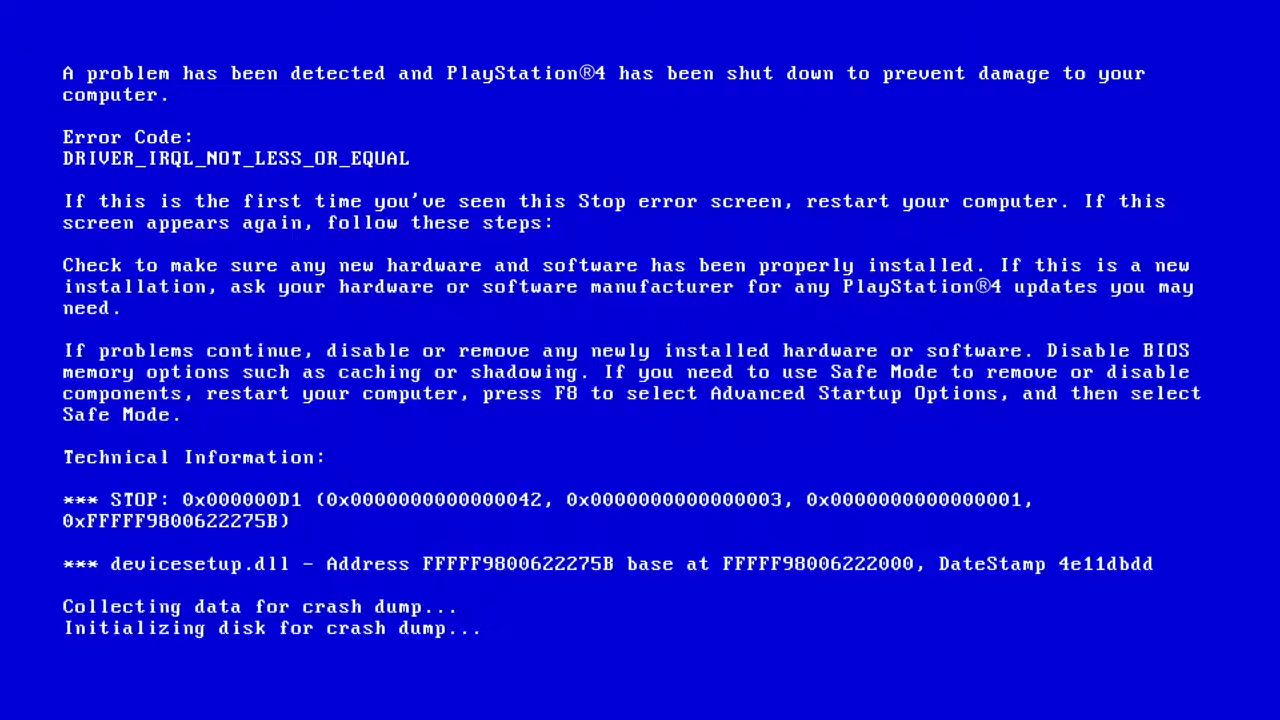 A problem has been detected and PlayStation®4 has been shut down to prevent damage to your
computer.
Error Code:
DRIVER_IRQL_NOT_LESS_OR_EQUAL
If this is the first time you've seen this Stop error screen, restart your computer. If this
screen appears again, follow these steps:
Check to make sure any new hardware and software has been properly installed. If this is a new
installation, ask your hardware or software manufacturer for any PlayStation®4 updates you may
need.
If problems continue, disable or remove any newly installed hardware or software. Disable BIOS
memory options such as caching or shadowing. If you need to use Safe Mode to remove or disable
components, restart your computer, press F8 to select Advanced Startup Options, and then select
Safe Mode.
Technical Information:
*** STOP: 0x000000D1 (0x0000000000000042, 0x0000000000000003, 0x0000000000000001,
0xFFFFF9800622275B)
*** devicesetup.dll - Address FFFFF9800622275B base at FFFFF98006222000, DateStamp 4e11dbdd
Collecting data for crash dump...
Initializing disk for crash dump...